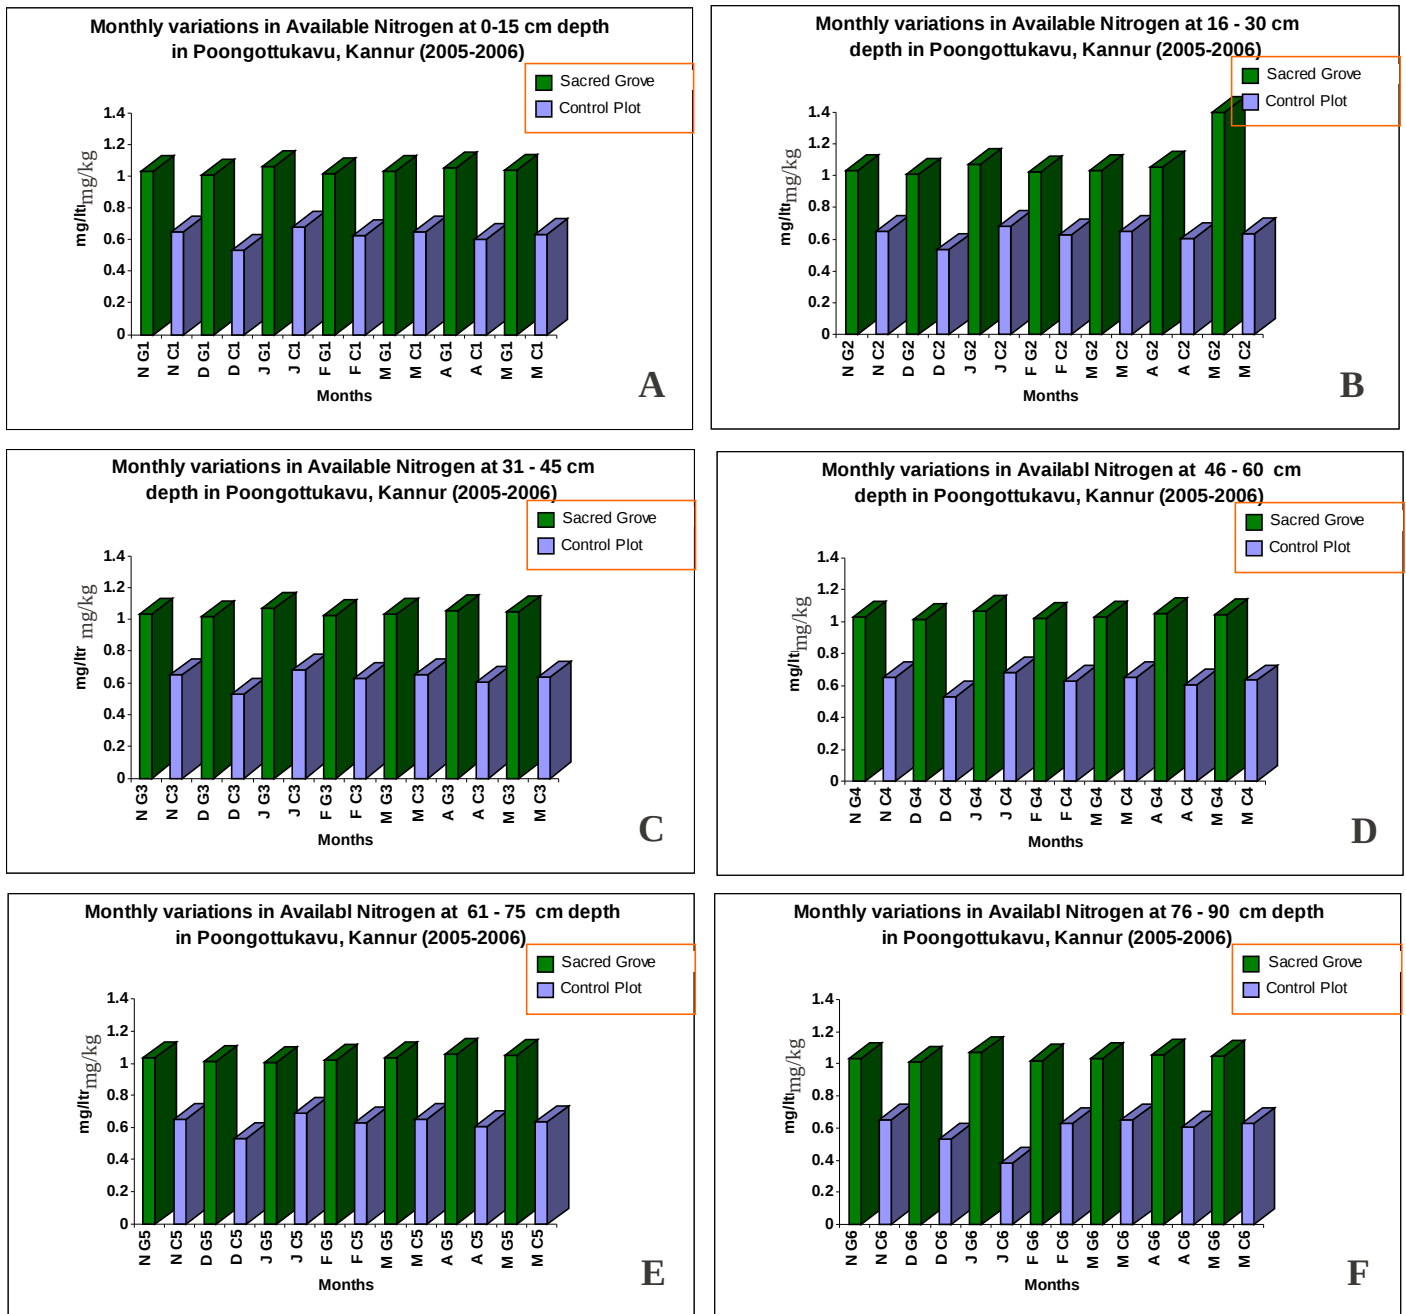 Monthly variations in Available Nitrogen at 0-15 cm depth
in Poongottukavu, Kannur (2005-2006)
Sacred Grove
Control Plot
mg/kg
1.4
1.2
1
0.8
0.6
0.4
0.2
0
N G1
N C1
D G1
D C1
J G1
J C1
F G1
F C1
M G1
M C1
A G1
A C1
M G1
M C1
Months
A
Monthly variations in Available Nitrogen at 16 - 30 cm
depth in Poongottukavu, Kannur (2005-2006)
Sacred Grove
Control Plot
mg/kg
1.4
1.2
1
0.8
0.6
0.4
0.2
0
N G2
N C2
D G2
D C2
J G2
J C2
F G2
F C2
M G2
M C2
A G2
A C2
M G2
M C2
Months
B
Monthly variations in Available Nitrogen at 31 - 45 cm
depth in Poongottukavu, Kannur (2005-2006)
Sacred Grove
Control Plot
mg/ltr mg/kg
1.4
1.2
1
0.8
0.6
0.4
0.2
0
N G3
N C3
D G3
D C3
J G3
J C3
F G3
F C3
M G3
M C3
A G3
A C3
M G3
M C3
Months
C
Monthly variations in Availabl Nitrogen at 46 - 60 cm
depth in Poongottukavu, Kannur (2005-2006)
Sacred Grove
Control Plot
mg/kg
1.4
1.2
1
0.8
0.6
0.4
0.2
0
N G4
N C4
D G4
D C4
J G4
J C4
F G4
F C4
M G4
M C4
A G4
A C4
M G4
M C4
Months
D
Monthly variations in Availabl Nitrogen at 61 - 75 cm depth
in Poongottukavu, Kannur (2005-2006)
Sacred Grove
Control Plot
mg/ltr mg/kg
1.4
1.2
1
0.8
0.6
0.4
0.2
0
N G5
N C5
D G5
D C5
J G5
J C5
F G5
F C5
M G5
M C5
A G5
A C5
M G5
M C5
Months
E
Monthly variations in Availabl Nitrogen at 76 - 90 cm depth
in Poongottukavu, Kannur (2005-2006)
Sacred Grove
Control Plot
mg/kg
1.4
1.2
1
0.8
0.6
0.4
0.2
0
N G6
N C6
D G6
D C6
J G6
J C6
F G6
F C6
M G6
M C6
A G6
A C6
M G6
M C6
Months
F